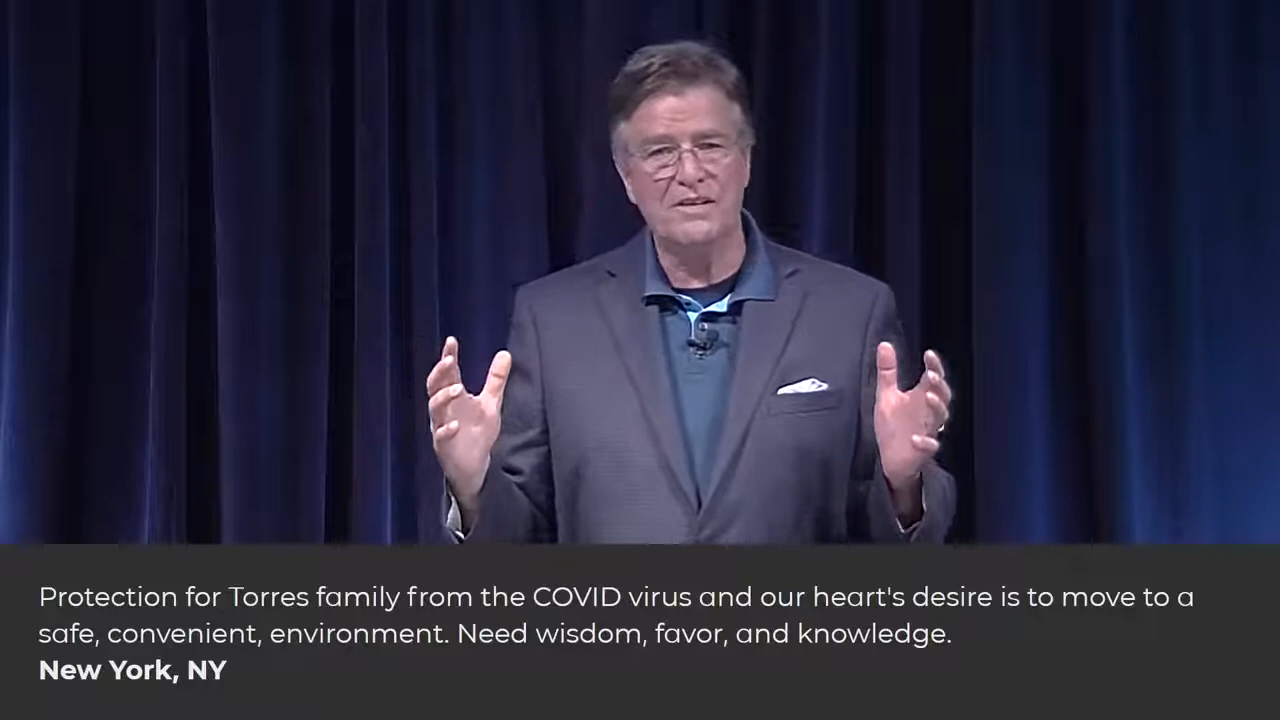 Protection for Torres family from the COVID virus and our heart's desire is to move to a
safe, convenient, environment. Need wisdom, favor, and knowledge.
New York, NY